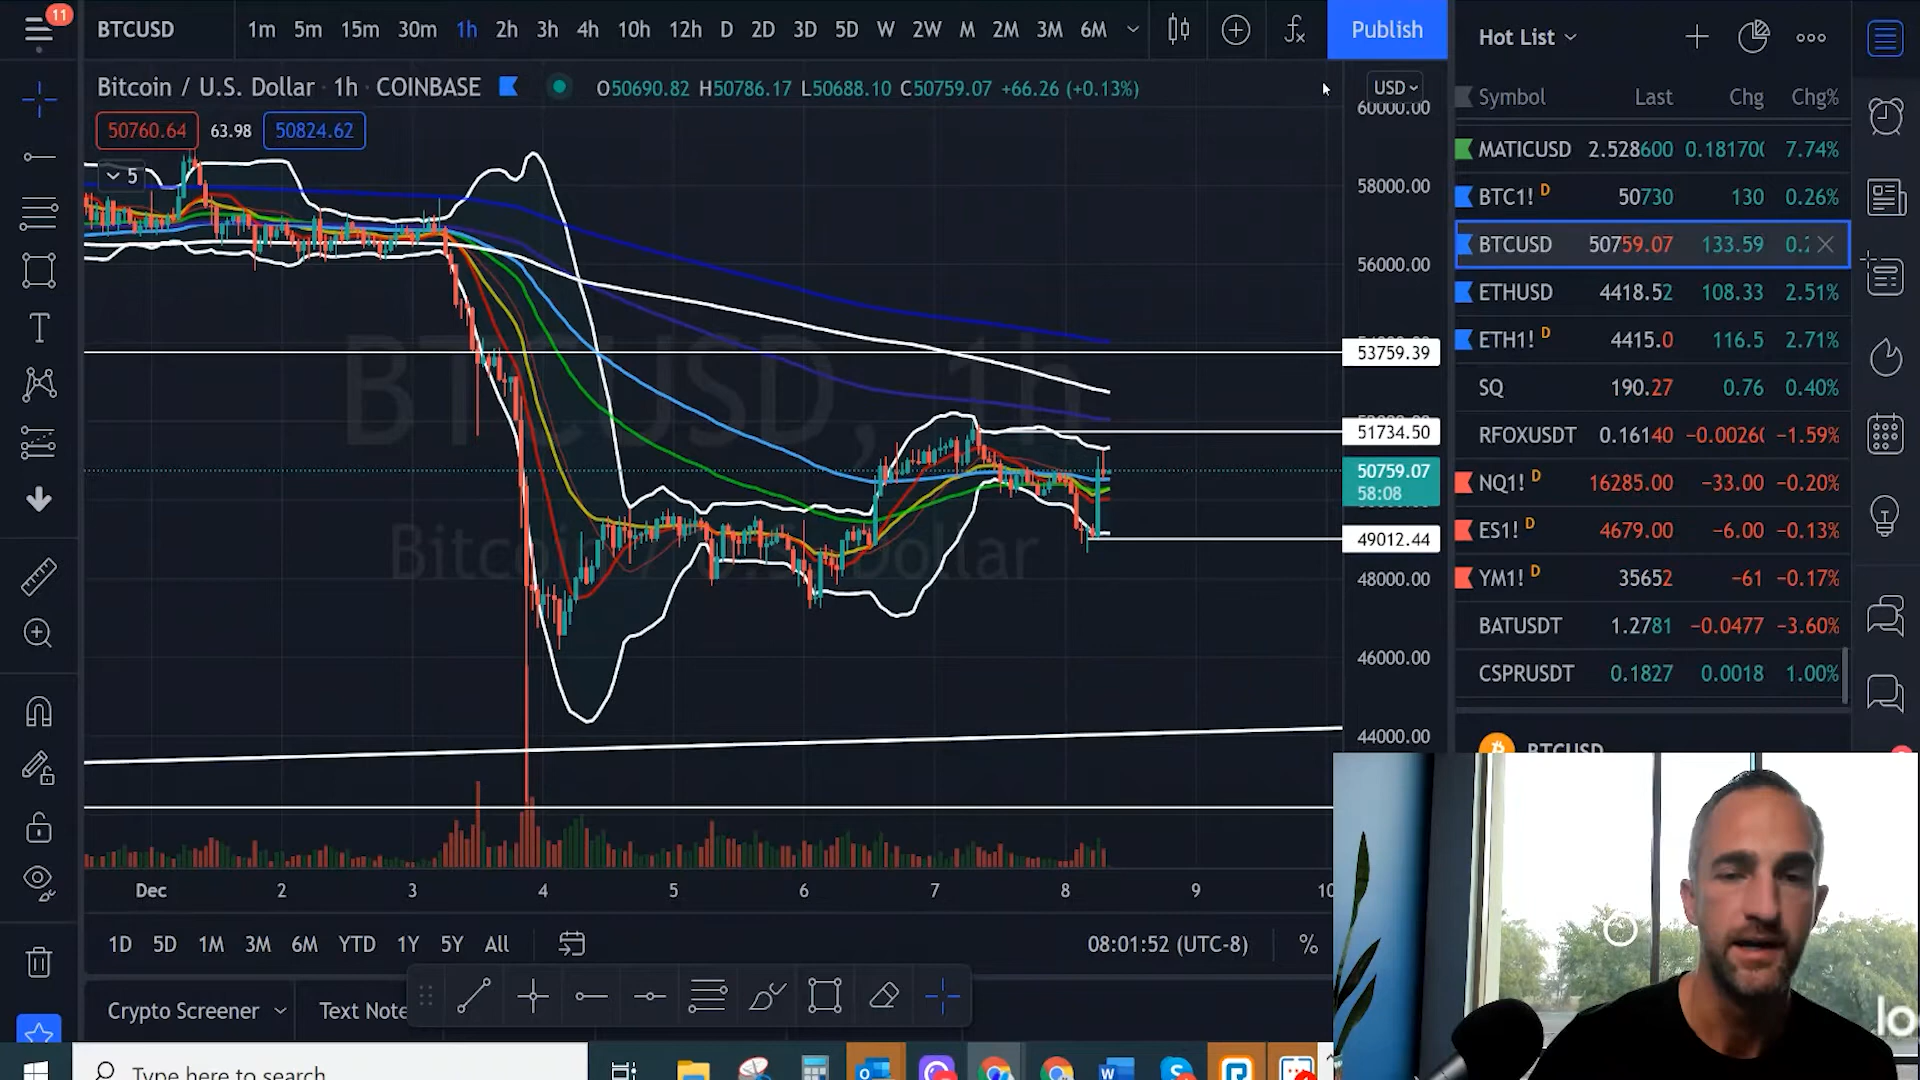 11
BTCUSD 1m 5m 15m 30m 1h 2h 3h 4h 10h 12h D 2D 3D 5D W 2W M 2M 3M 6M Publish
Hot List
Bitcoin / U.S. Dollar · 1h · COINBASE O50690.82 H50786.17 L50688.10 C50759.07 +66.26 (+0.13%) USD
50760.64 63.98 50824.62
5
60000.00
58000.00
56000.00
53759.39
51734.50
50759.07
58:08
49012.44
48000.00
46000.00
44000.00
BTCUSD, 1h
Bitcoin / U.S. Dollar
Symbol Last Chg Chg%
MATICUSD 2.528600 7.74%
BTC1! D 50730 130 0.26%
BTCUSD 50759.07 133.59
ETHUSD 4418.52 108.33 2.51%
ETH1! D 4415.0 116.5 2.71%
SQ 190.27 0.76 0.40%
RFOXUSDT 0.16140 -1.59%
NQ1! D 16285.00 −33.00 −0.20%
ES1! D 4679.00 −6.00 −0.13%
YM1! D 35652 −61 −0.17%
BATUSDT 1.2781 −0.0477 −3.60%
CSPRUSDT 0.1827 0.0018 1.00%
BTCUSD
Dec 2 3 4 5 6 7 8 9 10
1D 5D 1M 3M 6M YTD 1Y 5Y All 08:01:52 (UTC-8) %
Crypto Screener Text Note
Type here to search
lo